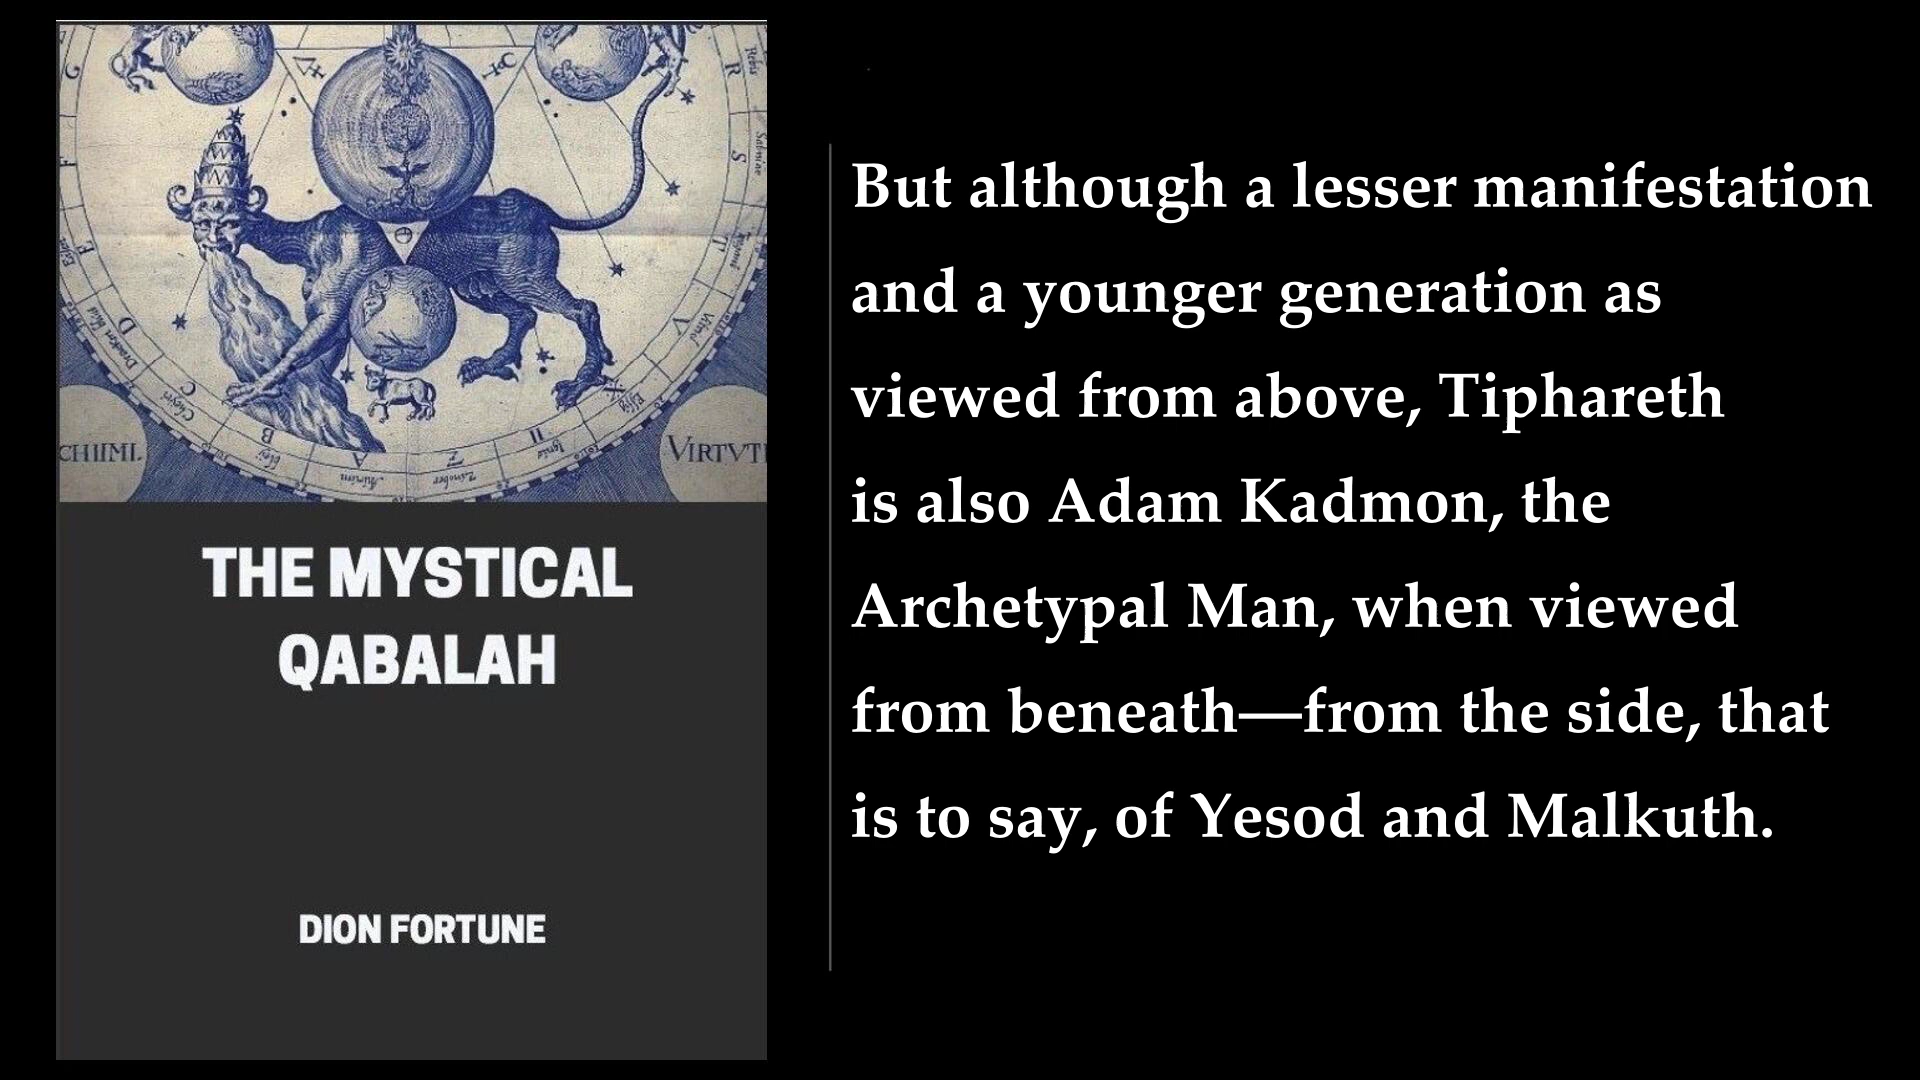 CHIIMI.
VIRTVT
THE MYSTICAL
QABALAH
DION FORTUNE
But although a lesser manifestation
and a younger generation as
viewed from above, Tiphareth
is also Adam Kadmon, the
Archetypal Man, when viewed
from beneath—from the side, that
is to say, of Yesod and Malkuth.